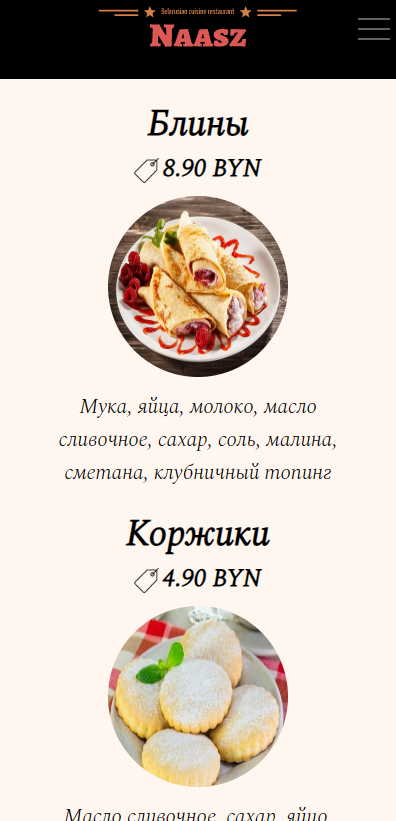 Belarusian cuisine restaurant
Naasz
Блины
8.90 BYN
Мука, яйца, молоко, масло
сливочное, сахар, соль, малина,
сметана, клубничный топинг
Коржики
4.90 BYN
Масло сливочное, сахар, яйцо,